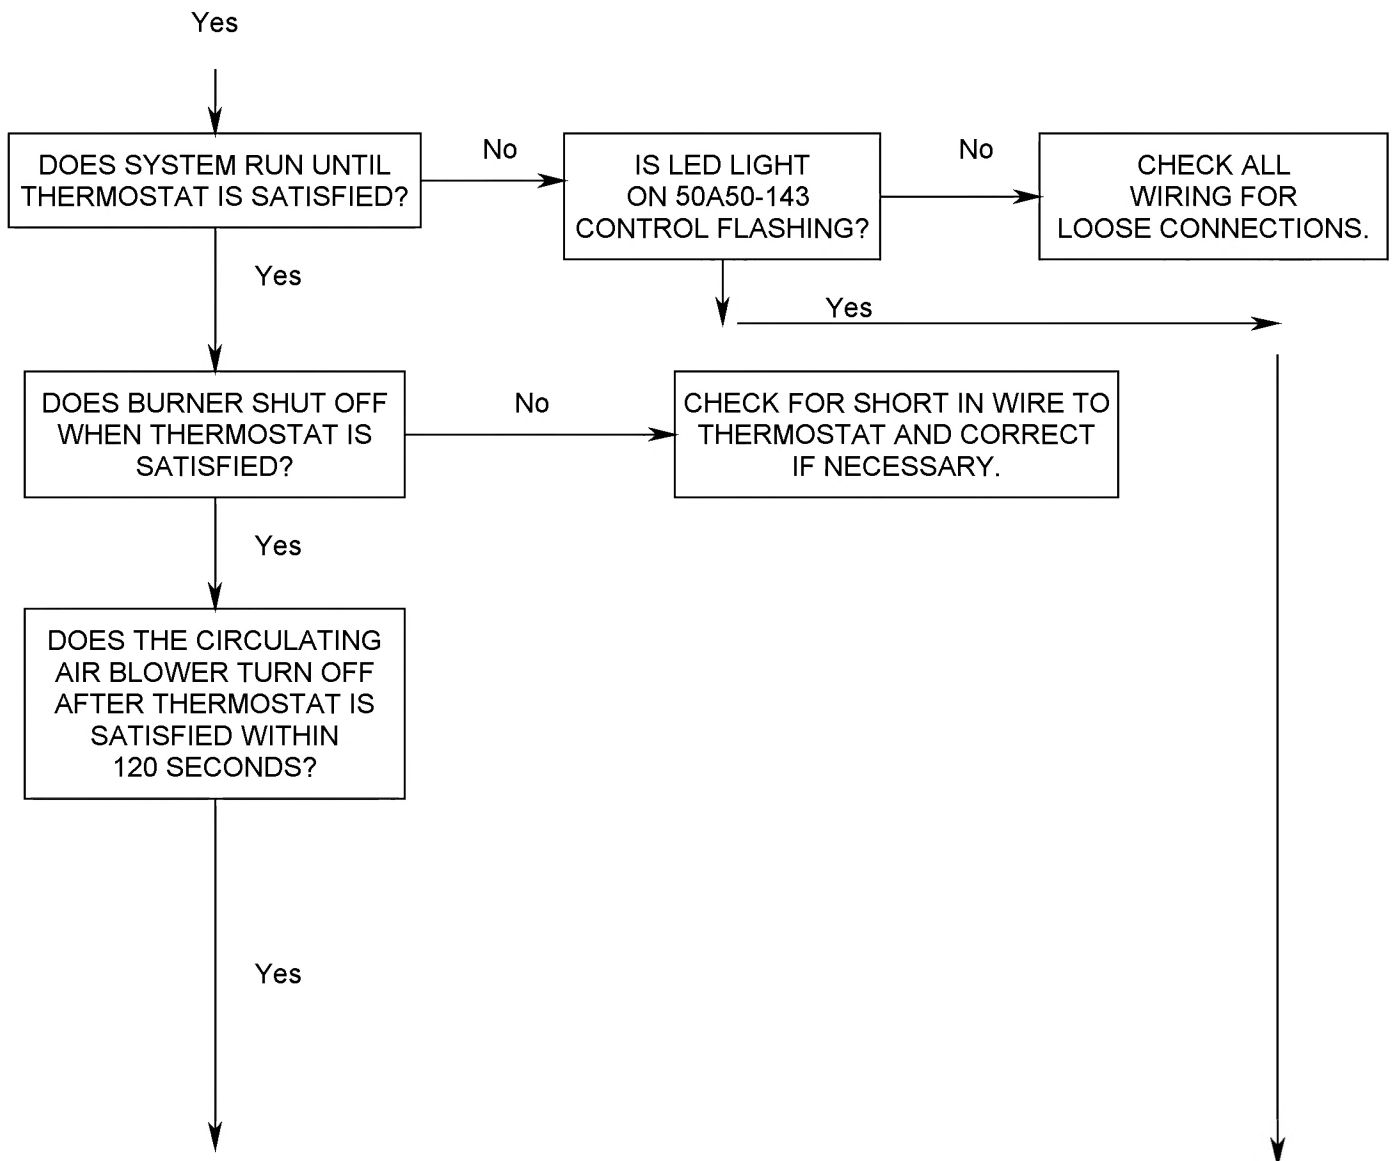 Yes
DOES SYSTEM RUN UNTIL
THERMOSTAT IS SATISFIED?
No
IS LED LIGHT
ON 50A50-143
CONTROL FLASHING?
No
CHECK ALL
WIRING FOR
LOOSE CONNECTIONS.
Yes
Yes
DOES BURNER SHUT OFF
WHEN THERMOSTAT IS
SATISFIED?
No
CHECK FOR SHORT IN WIRE TO
THERMOSTAT AND CORRECT
IF NECESSARY.
Yes
DOES THE CIRCULATING
AIR BLOWER TURN OFF
AFTER THERMOSTAT IS
SATISFIED WITHIN
120 SECONDS?
Yes